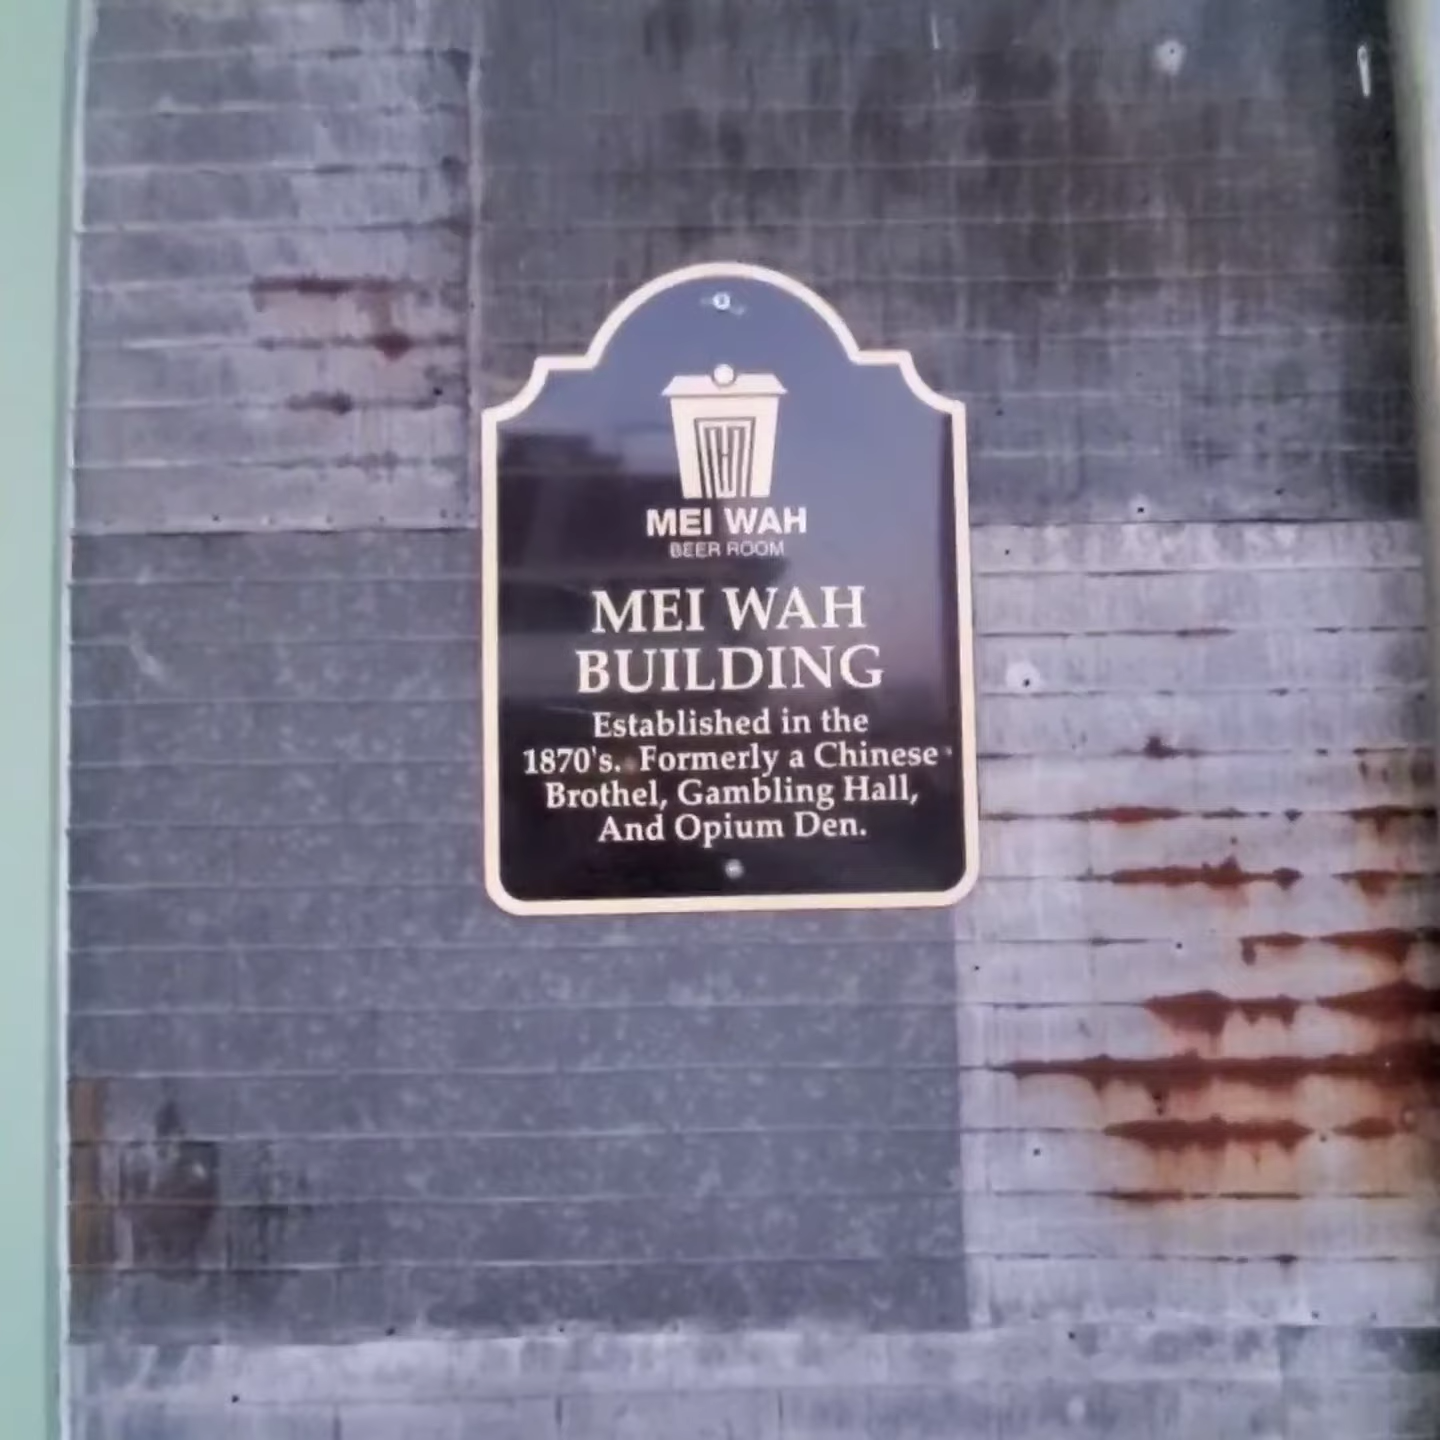 MEI WAH
BEER ROOM
MEI WAH
BUILDING
Established in the
1870's. Formerly a Chinese
Brothel, Gambling Hall,
And Opium Den.